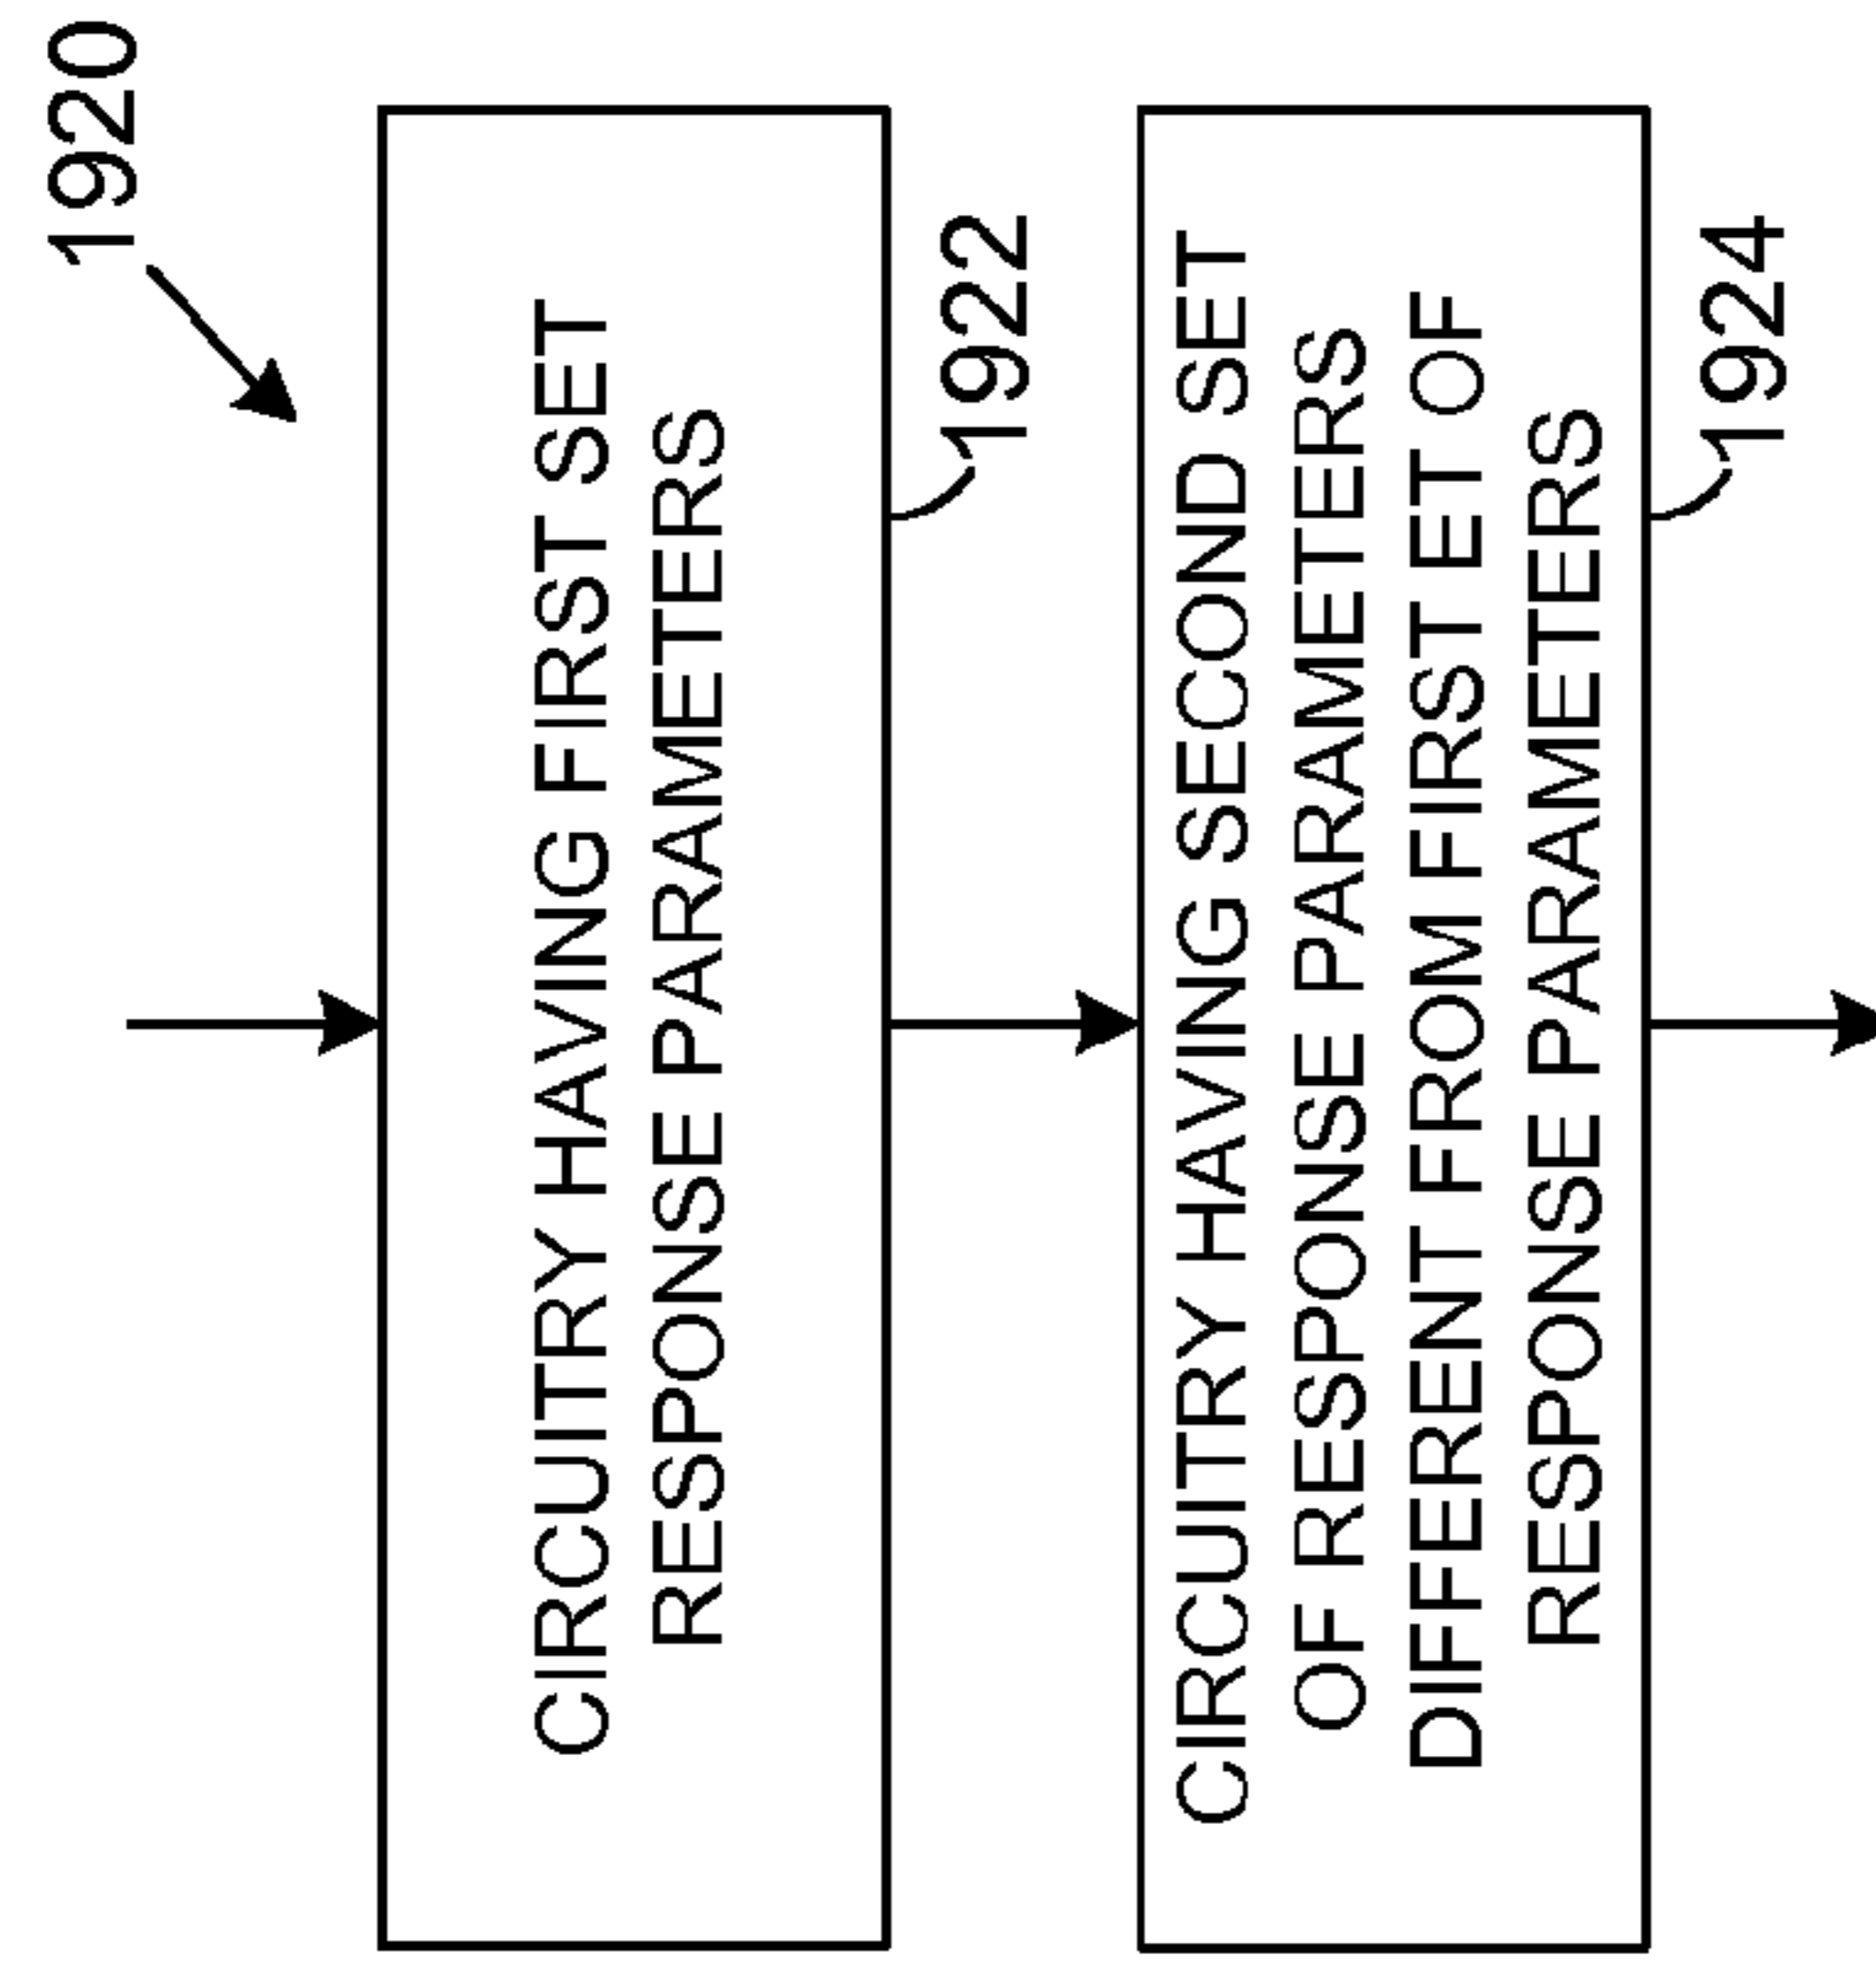 1920
CIRCUITRY HAVING FIRST SET
RESPONSE PARAMETERS
1922
CIRCUITRY HAVING SECOND SET
OF RESPONSE PARAMETERS
DIFFERENT FROM FIRST ET OF
RESPONSE PARAMETERS
1924